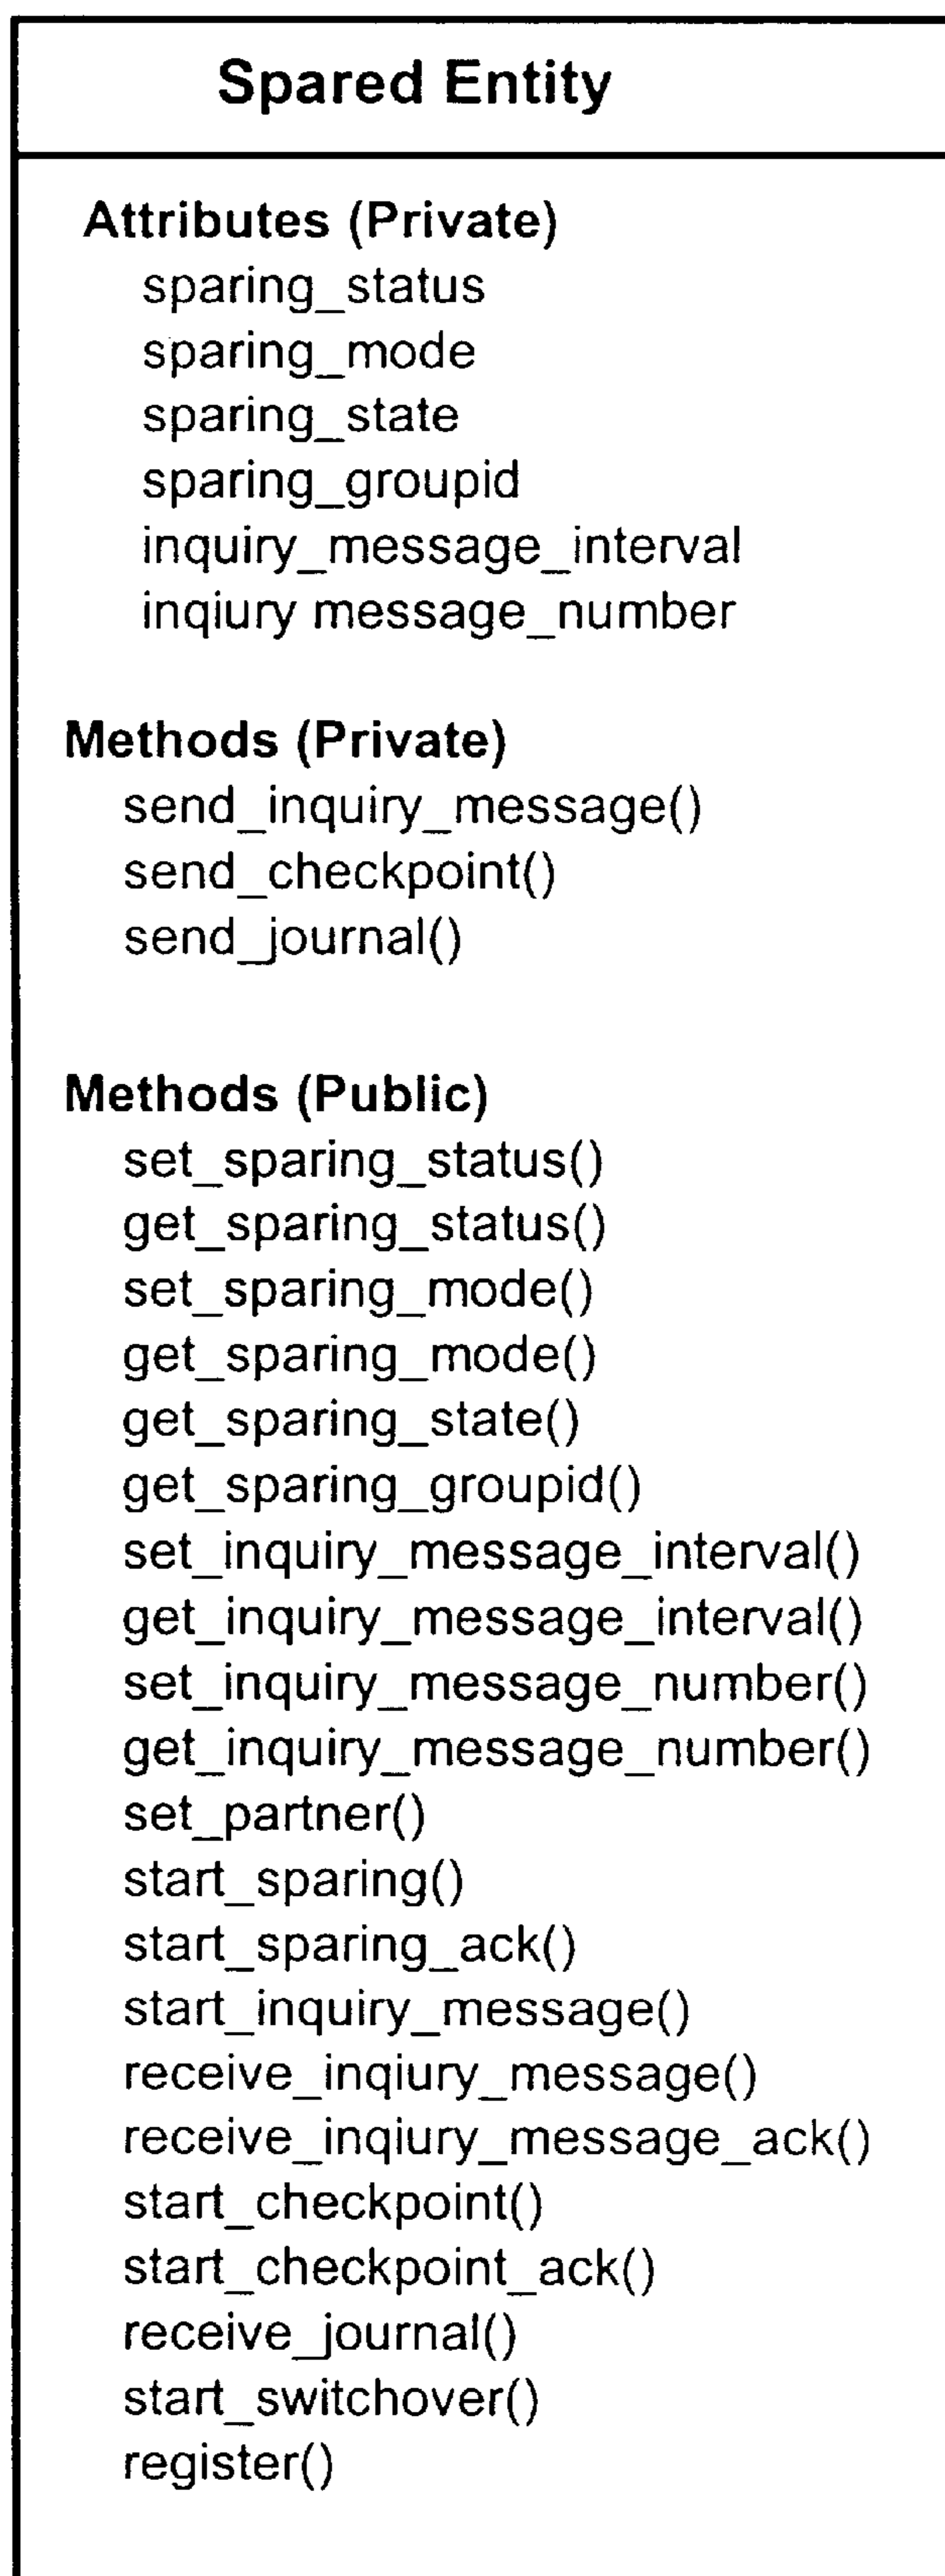 Spared Entity
Attributes (Private)
sparing_status
sparing_mode
sparing_state
sparing_groupid
inquiry_message_interval
inqiury message_number
Methods (Private)
send_inquiry_message()
send_checkpoint()
send_journal()
Methods (Public)
set_sparing_status()
get_sparing_status()
set_sparing_mode()
get_sparing_mode()
get_sparing_state()
get_sparing_groupid()
set_inquiry_message_interval()
get_inquiry_message_interval()
set_inquiry_message_number()
get_inquiry_message_number()
set_partner()
start_sparing()
start_sparing_ack()
start_inquiry_message()
receive_inqiury_message()
receive_inqiury_message_ack()
start_checkpoint()
start_checkpoint_ack()
receive_journal()
start_switchover()
register()